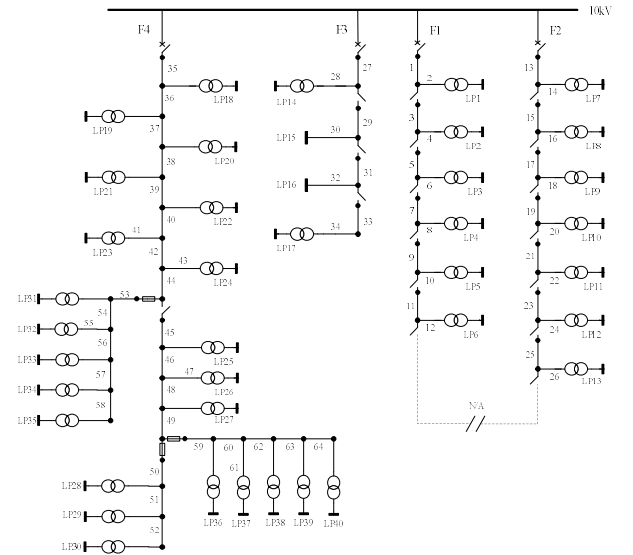 10kV
F4 F3 F1 F2
35 27 1 13
28 2 14
36 LP18 LP14 LP1 LP7
LP19 37 29 3 15
30 4 16
LP15 LP2 LP8
38 LP20
31 5 17
LP21 39 LP16 32 6 LP3 18 LP9
40 LP22 33 7 19
41 34 8 LP4 20 LP10
LP23 42 LP17
43 9 21
44 LP24 10 LP5 22 LP11
LP31 53
54 11 23
LP32 55 45 12 LP6 24 LP12
56
LP33 46 LP25 25
57 47 26 LP13
LP34 48 LP26
58
LP35 49 LP27 N/A
59 60 62 63 64
50 61
LP28
51
LP29 LP36 LP37 LP38 LP39 LP40
52
LP30